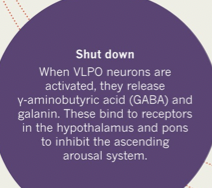 Shut down
When VLPO neurons are
activated, they release
γ-aminobutyric acid (GABA) and
galanin. These bind to receptors
in the hypothalamus and pons
to inhibit the ascending
arousal system.